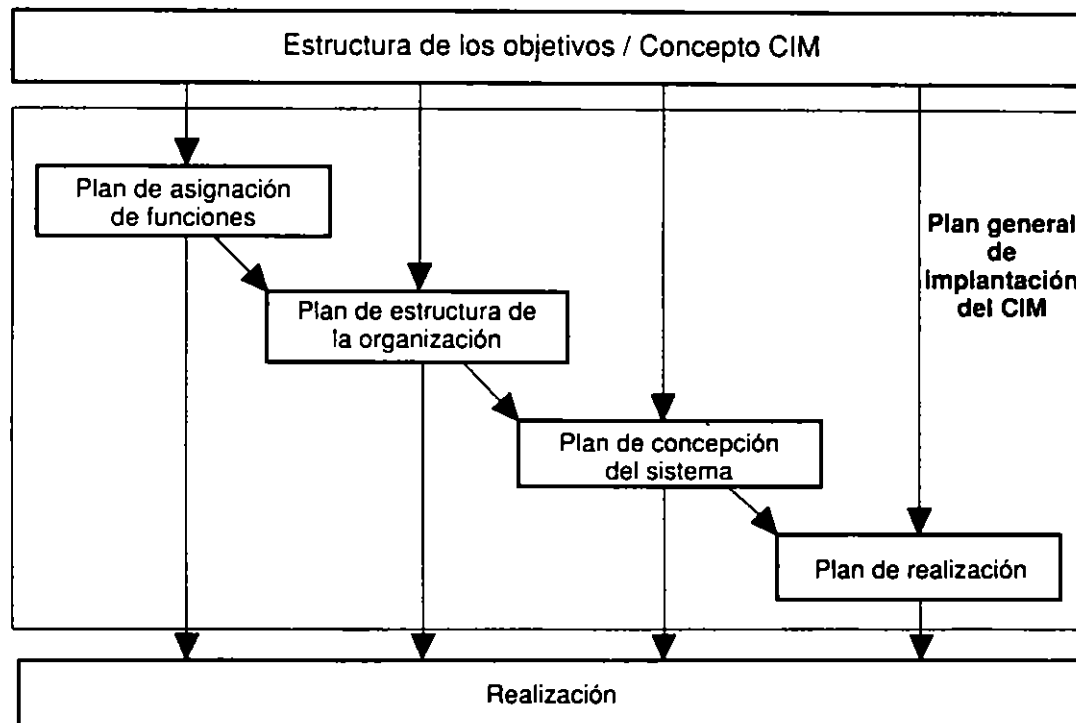 Estructura de los objetivos / Concepto CIM
Plan de asignación
de funciones
Plan general
de
implantación
del CIM
Plan de estructura de
la organización
Plan de concepción
del sistema
Plan de realización
Realización